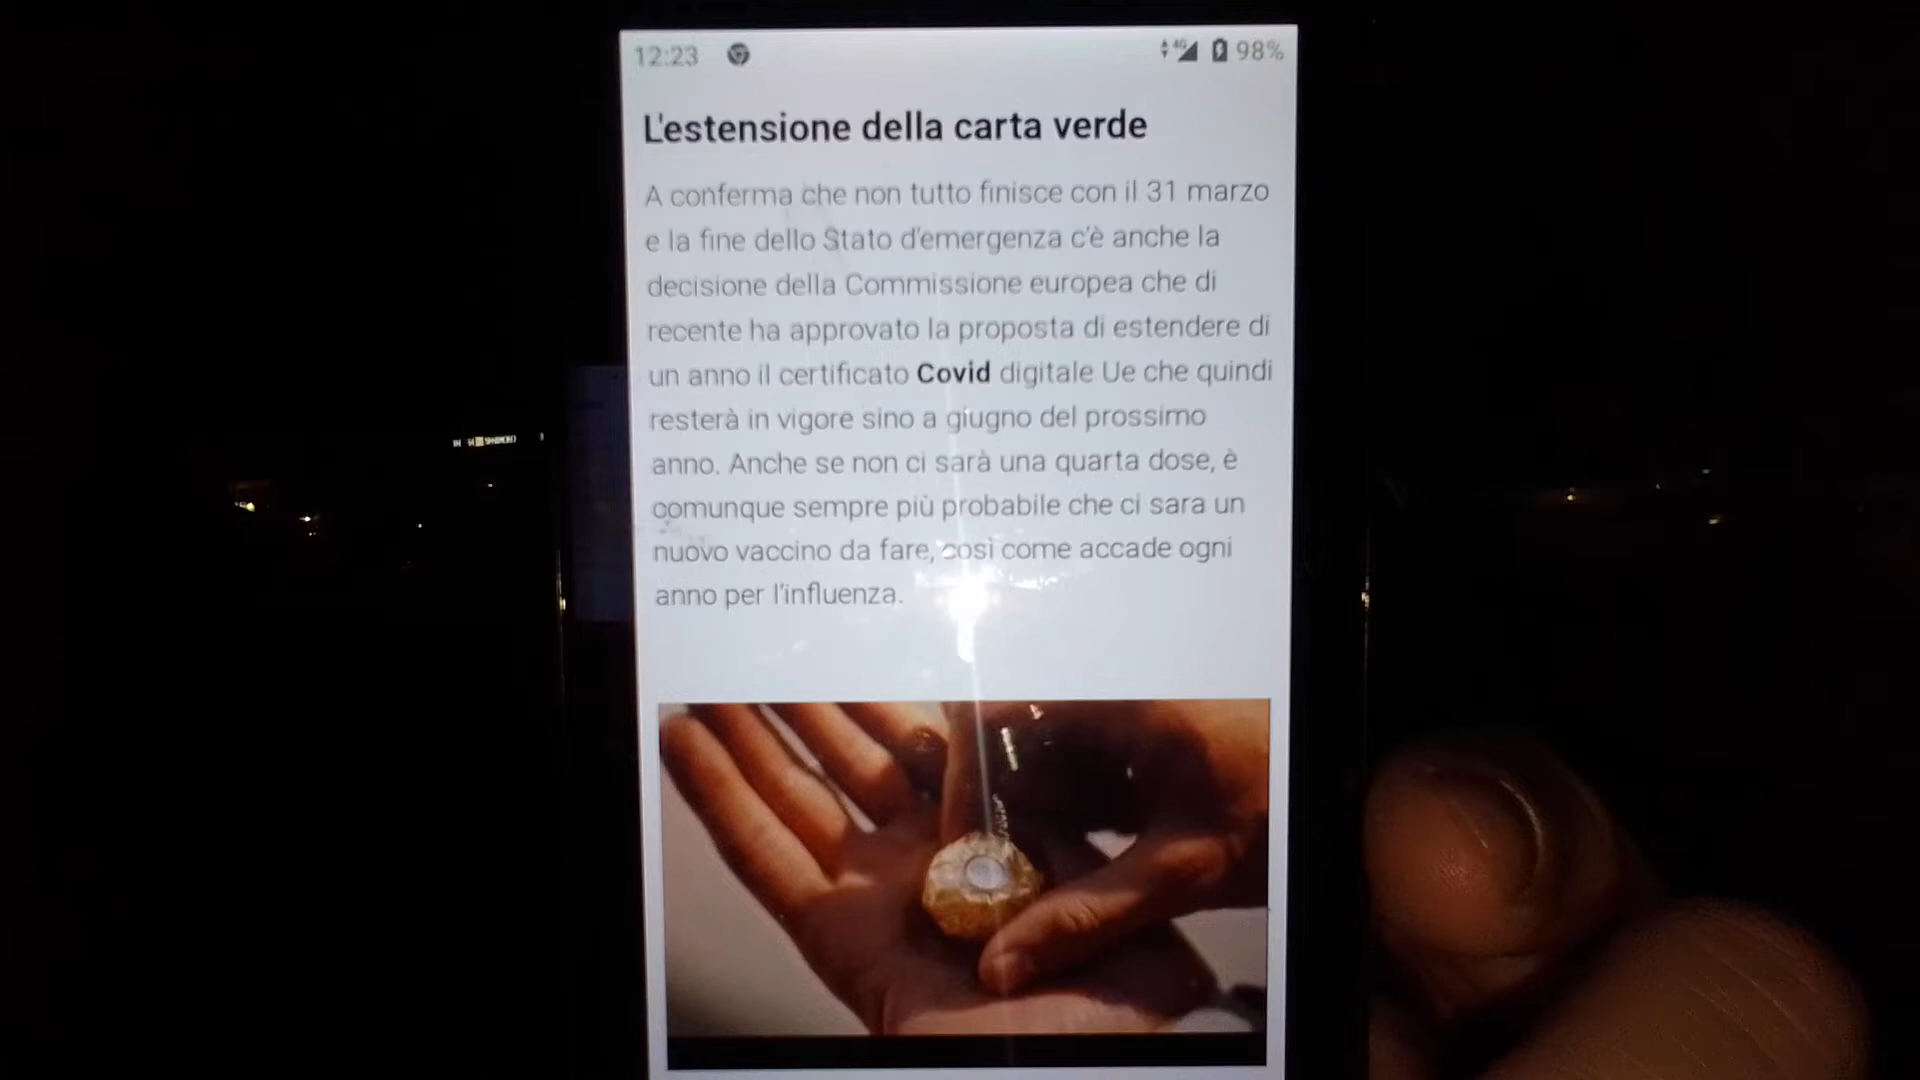 12:23
4G 98%
L'estensione della carta verde
A conferma che non tutto finisce con il 31 marzo
e la fine dello Stato d'emergenza c'è anche la
decisione della Commissione europea che di
recente ha approvato la proposta di estendere di
un anno il certificato Covid digitale Ue che quindi
resterà in vigore sino a giugno del prossimo
anno. Anche se non ci sarà una quarta dose, è
comunque sempre più probabile che ci sara un
nuovo vaccino da fare, così come accade ogni
anno per l'influenza.